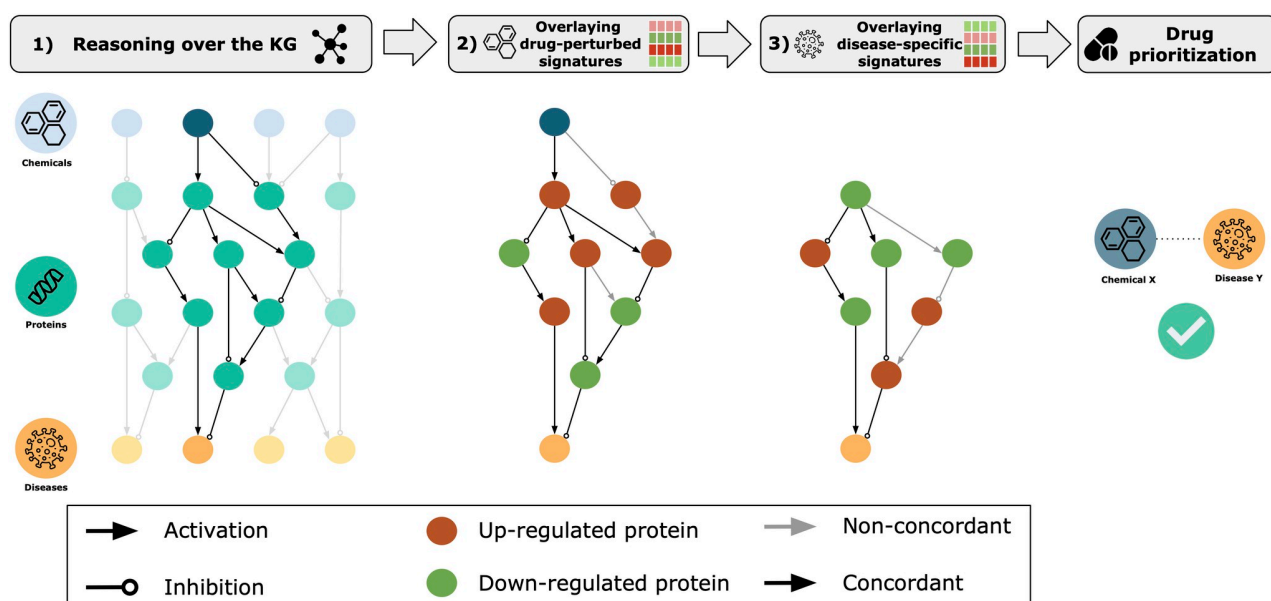 1) Reasoning over the KG
2) Overlaying
drug-perturbed
signatures
3) Overlaying
disease-specific
signatures
Drug
prioritization
Chemicals
Proteins
Diseases
Chemical X
Disease Y
Activation
Up-regulated protein
Non-concordant
Inhibition
Down-regulated protein
Concordant